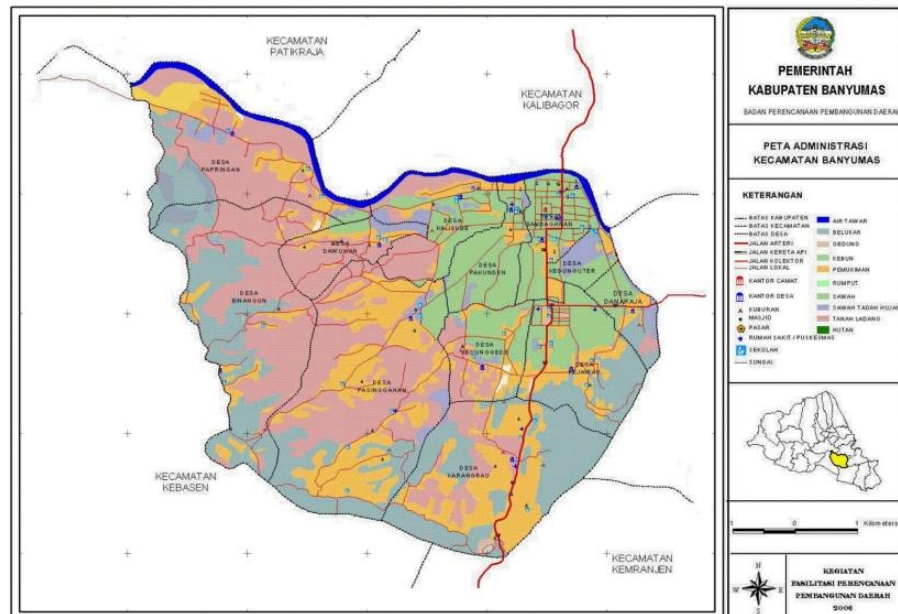 KECAMATAN
PATIKRAJA
KECAMATAN
KALIBAGOR
DESA
PAPRINGAN
DESA
KALISUBE
DESA
DAWUHAN
DESA
PAKUNDEN
DESA
KEDUNGUTER
DESA
DANARAJA
DESA
BINANGUN
DESA
DESA
PASINGGAHAN
DESA
DESA
KARANGRAU
KECAMATAN
KEBASEN
KECAMATAN
KEMRANJEN
PEMERINTAH
KABUPATEN BANYUMAS
BADAN PERENCANAAN PEMBANGUNAN DAERAH
PETA ADMINISTRASI
KECAMATAN BANYUMAS
KETERANGAN
BATAS KABUPATEN
BATAS KECAMATAN
BATAS DESA
JALAN ARTERI
JALAN KERETA API
JALAN KOLEKTOR
JALAN LOKAL
KANTOR CAMAT
KANTOR DESA
KUBURAN
MASJID
PASAR
RUMAH SAKIT / PUSKESMAS
SEKOLAH
SUNGAI
AIR TAWAR
BELUKAR
GEDUNG
KEBUN
PEMUKIMAN
RUMPUT
SAWAH
SAWAH TADAH HUJAN
TANAH LADANG
HUTAN
1 0 1 Kilometers
N
W E
S
KEGIATAN
FASILITASI PERENCANAAN
PEMBANGUNAN DAERAH
2006